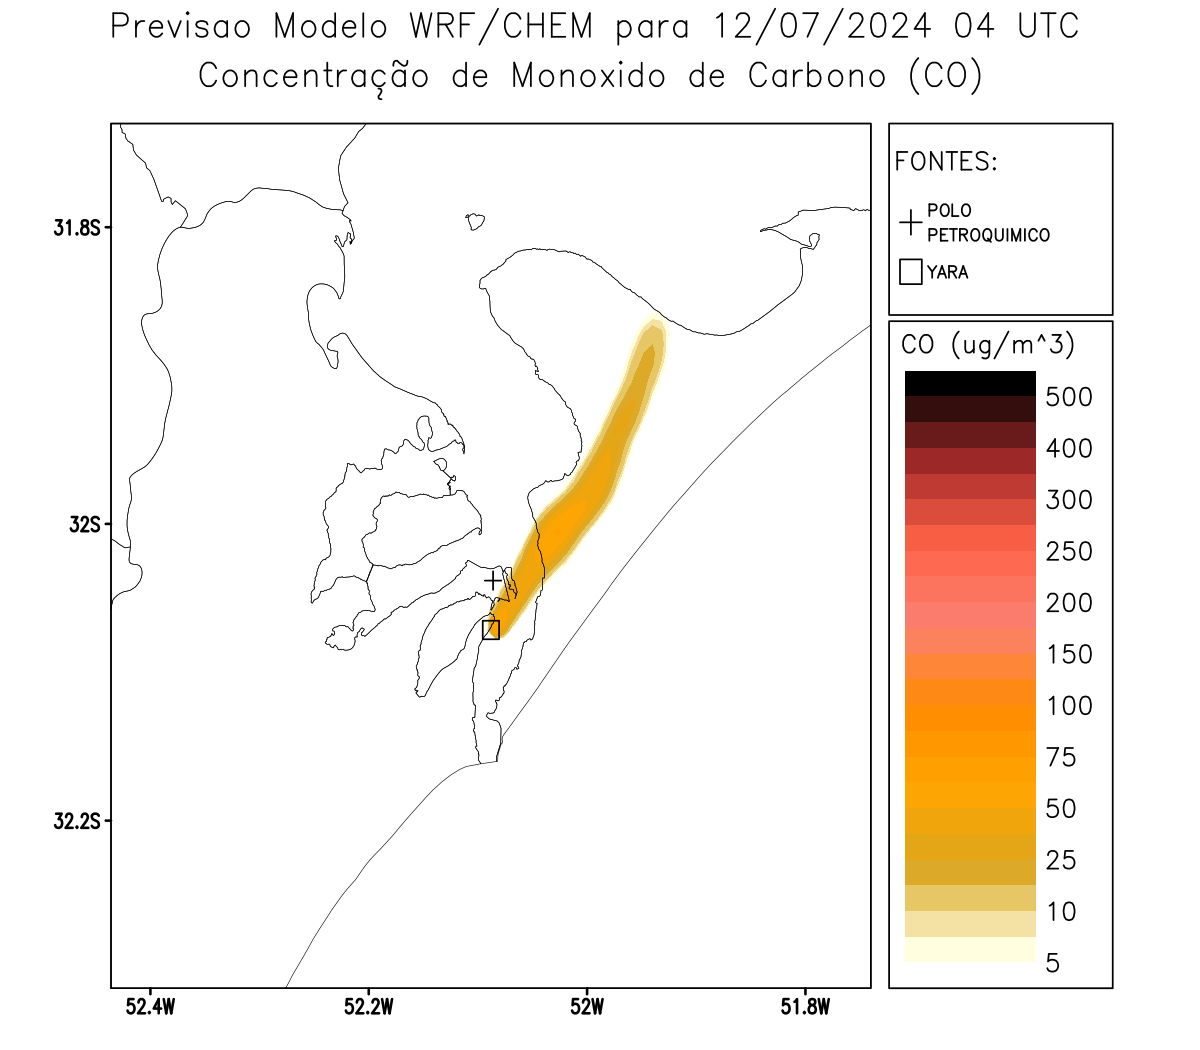 Previsao Modelo WRF/CHEM para 12/07/2024 04 UTC
Concentração de Monoxido de Carbono (CO)
FONTES:
POLO
PETROQUIMICO
YARA
CO (ug/m^3)
500
400
300
250
200
150
100
75
50
25
10
5
31.8S
32S
32.2S
52.4W
52.2W
52W
51.8W